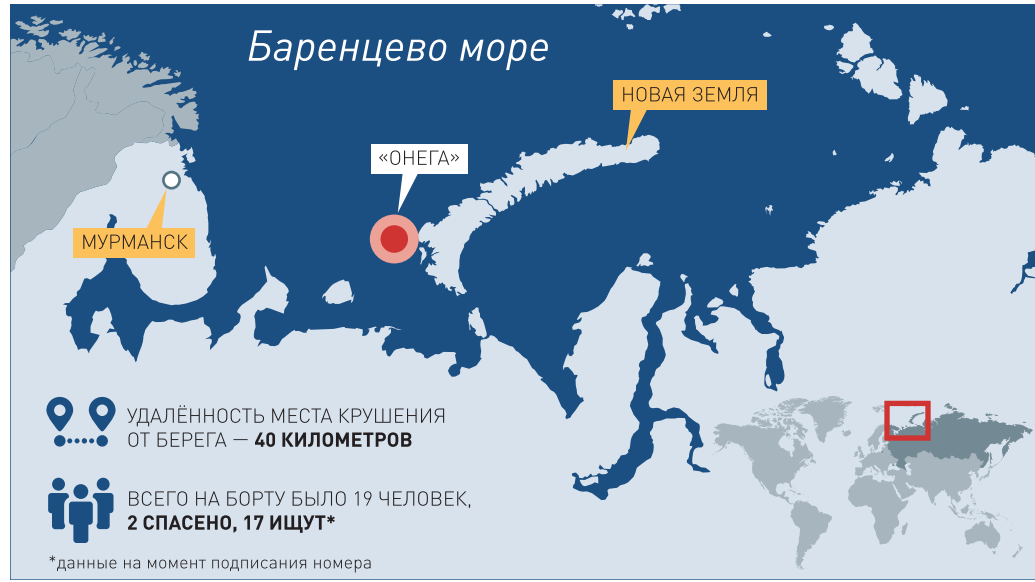 Баренцево море
НОВАЯ ЗЕМЛЯ
«ОНЕГА»
МУРМАНСК
УДАЛЁННОСТЬ МЕСТА КРУШЕНИЯ
ОТ БЕРЕГА — 40 КИЛОМЕТРОВ
ВСЕГО НА БОРТУ БЫЛО 19 ЧЕЛОВЕК,
2 СПАСЕНО, 17 ИЩУТ*
*данные на момент подписания номера